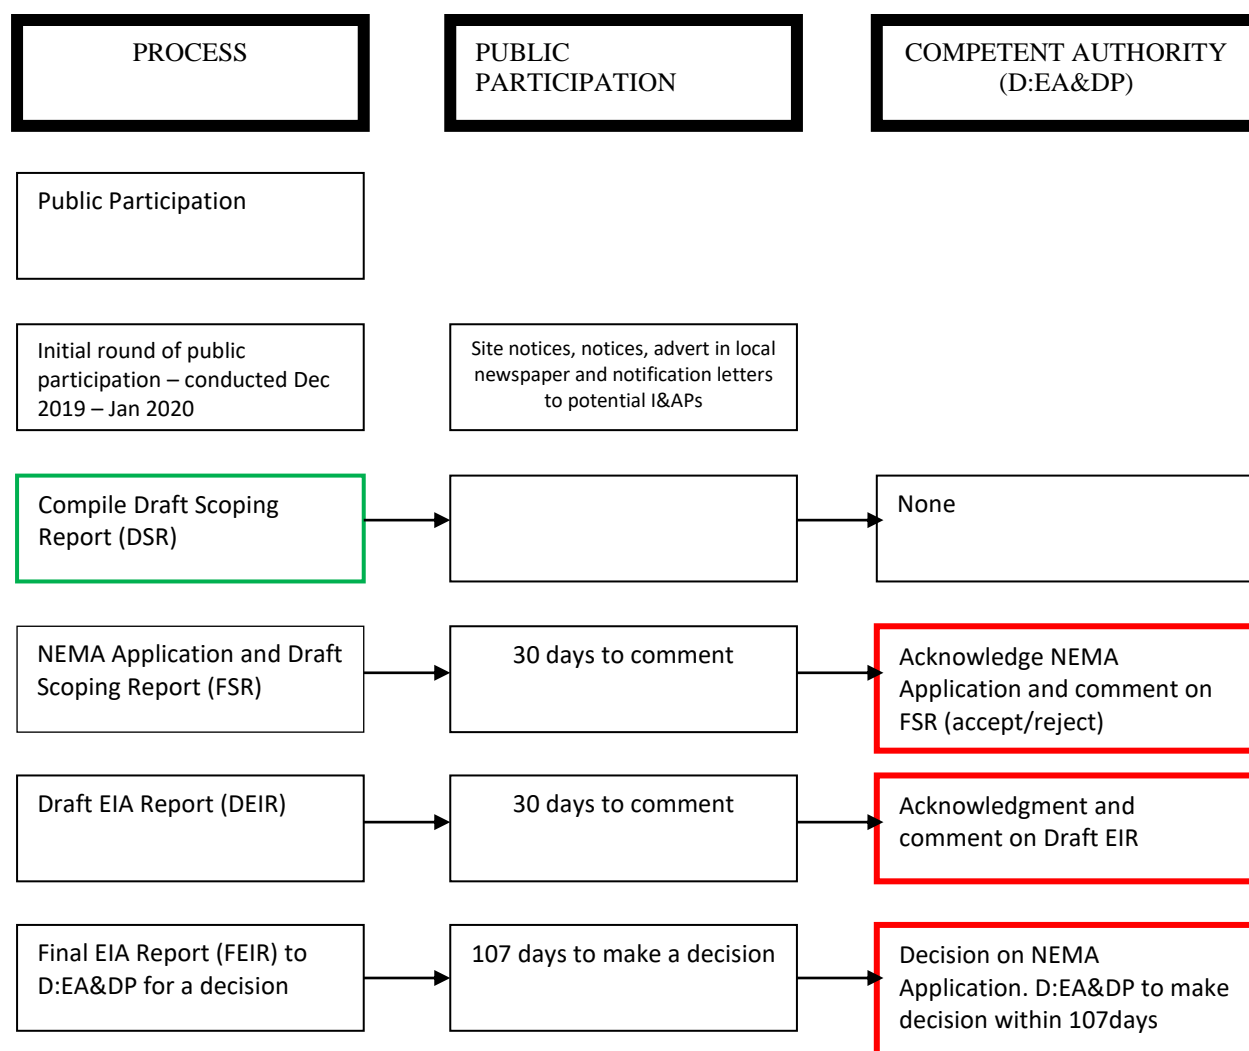 PROCESS
PUBLIC
PARTICIPATION
COMPETENT AUTHORITY
(D:EA&DP)
Public Participation
Initial round of public
participation – conducted Dec
2019 – Jan 2020
Site notices, notices, advert in local
newspaper and notification letters
to potential I&APs
Compile Draft Scoping
Report (DSR)
None
NEMA Application and Draft
Scoping Report (FSR)
30 days to comment
Acknowledge NEMA
Application and comment on
FSR (accept/reject)
Draft EIA Report (DEIR)
30 days to comment
Acknowledgment and
comment on Draft EIR
Final EIA Report (FEIR) to
D:EA&DP for a decision
107 days to make a decision
Decision on NEMA
Application. D:EA&DP to make
decision within 107days